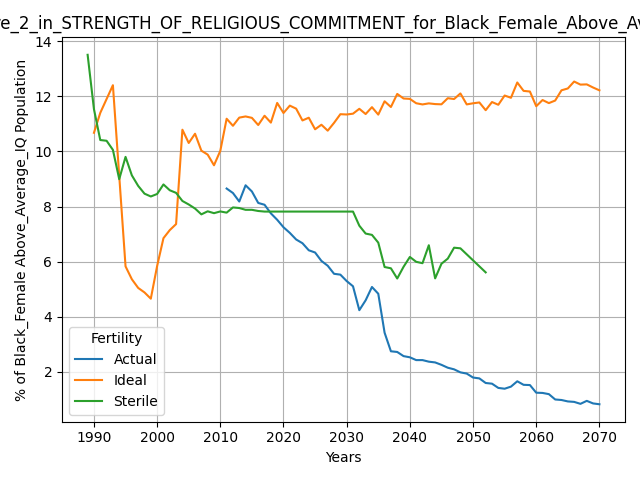 re_2_in_STRENGTH_OF_RELIGIOUS_COMMITMENT_for_Black_Female_Above_Av
% of Black_Female Above_Average_IQ Population
14
12
10
8
6
4
2
Fertility
Actual
Ideal
Sterile
1990 2000 2010 2020 2030 2040 2050 2060 2070
Years